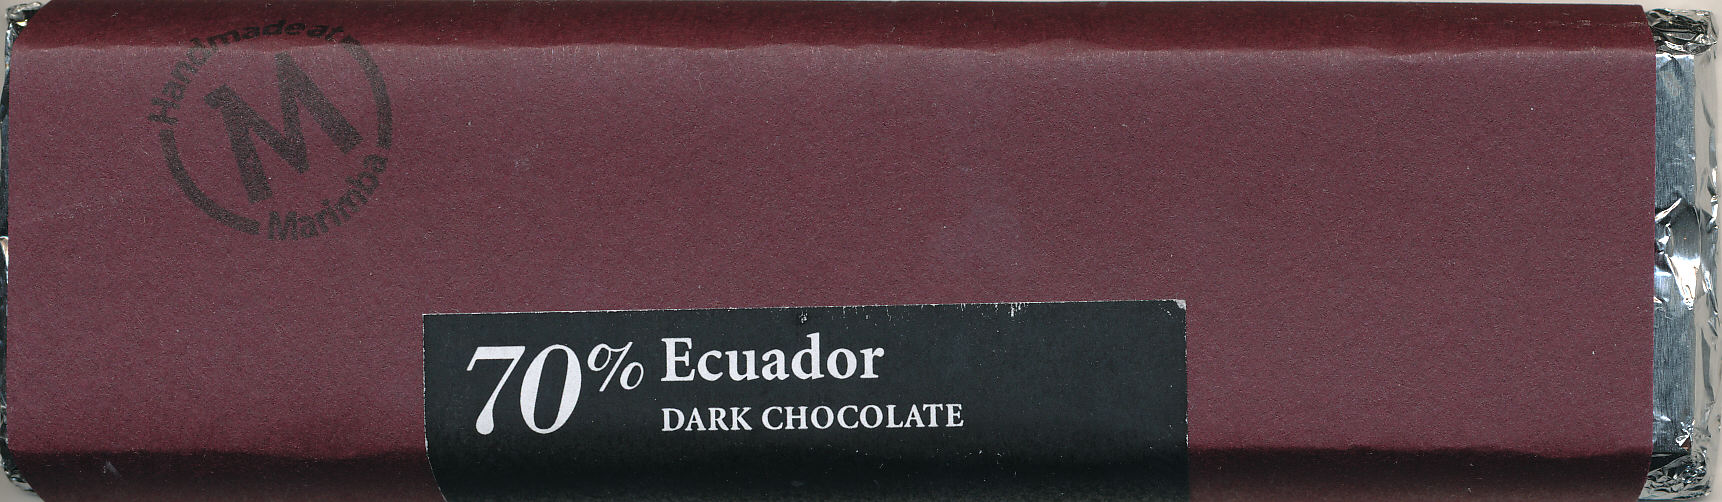 Handmade at
M
Marimba
70% Ecuador
DARK CHOCOLATE